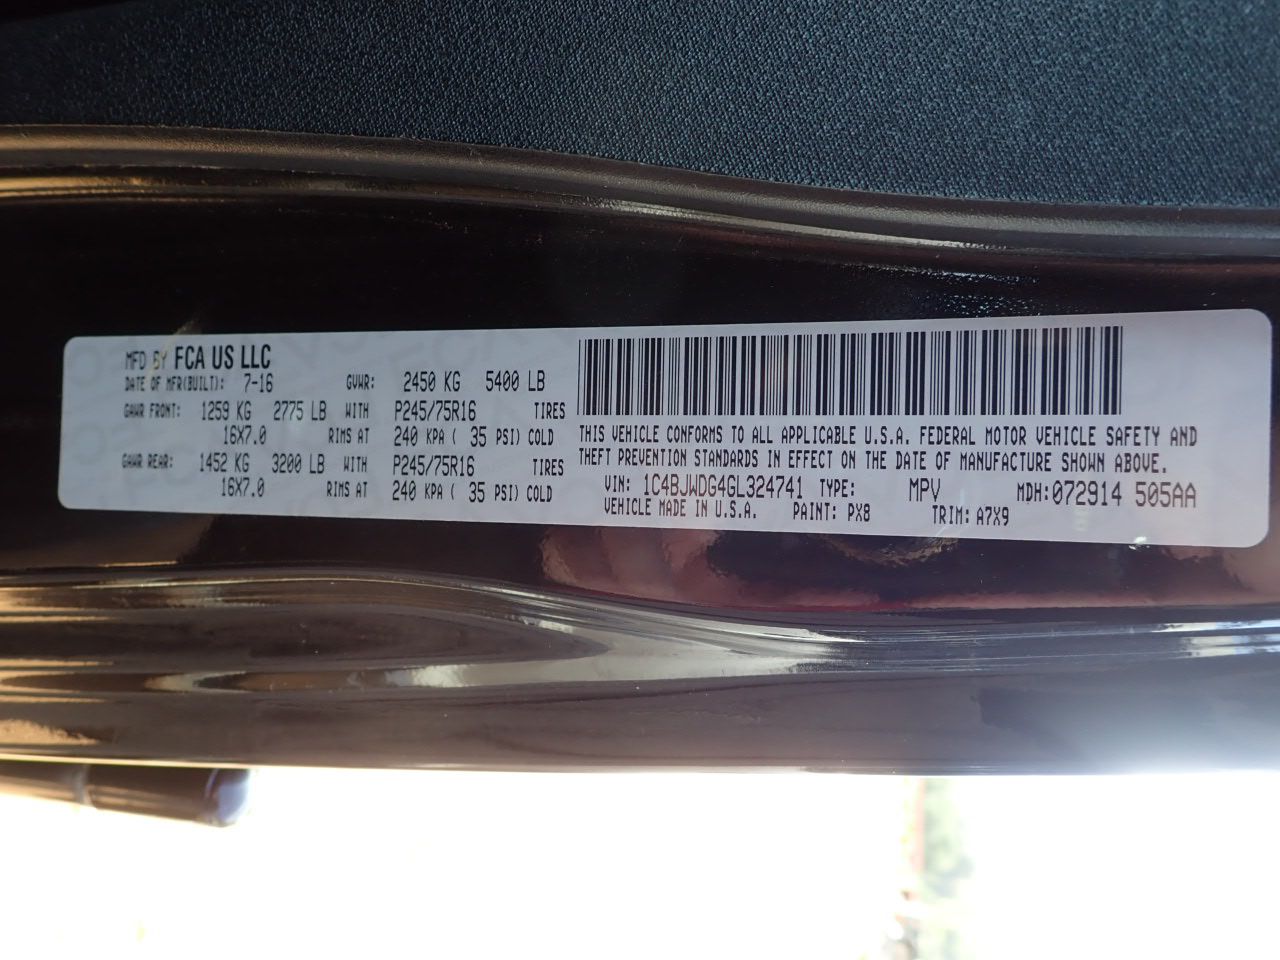 MFD BY FCA US LLC
DATE OF MFR(BUILT): 7-16 GVWR: 2450 KG 5400 LB
GAWR FRONT: 1259 KG 2775 LB WITH P245/75R16 TIRES
16X7.0 RIMS AT 240 KPA ( 35 PSI) COLD
GAWR REAR: 1452 KG 3200 LB WITH P245/75R16 TIRES
16X7.0 RIMS AT 240 KPA ( 35 PSI) COLD
THIS VEHICLE CONFORMS TO ALL APPLICABLE U.S.A. FEDERAL MOTOR VEHICLE SAFETY AND
THEFT PREVENTION STANDARDS IN EFFECT ON THE DATE OF MANUFACTURE SHOWN ABOVE.
VIN: 1C4BJWDG4GL324741 TYPE: MPV MDH:072914 505AA
VEHICLE MADE IN U.S.A. PAINT: PX8 TRIM: A7X9